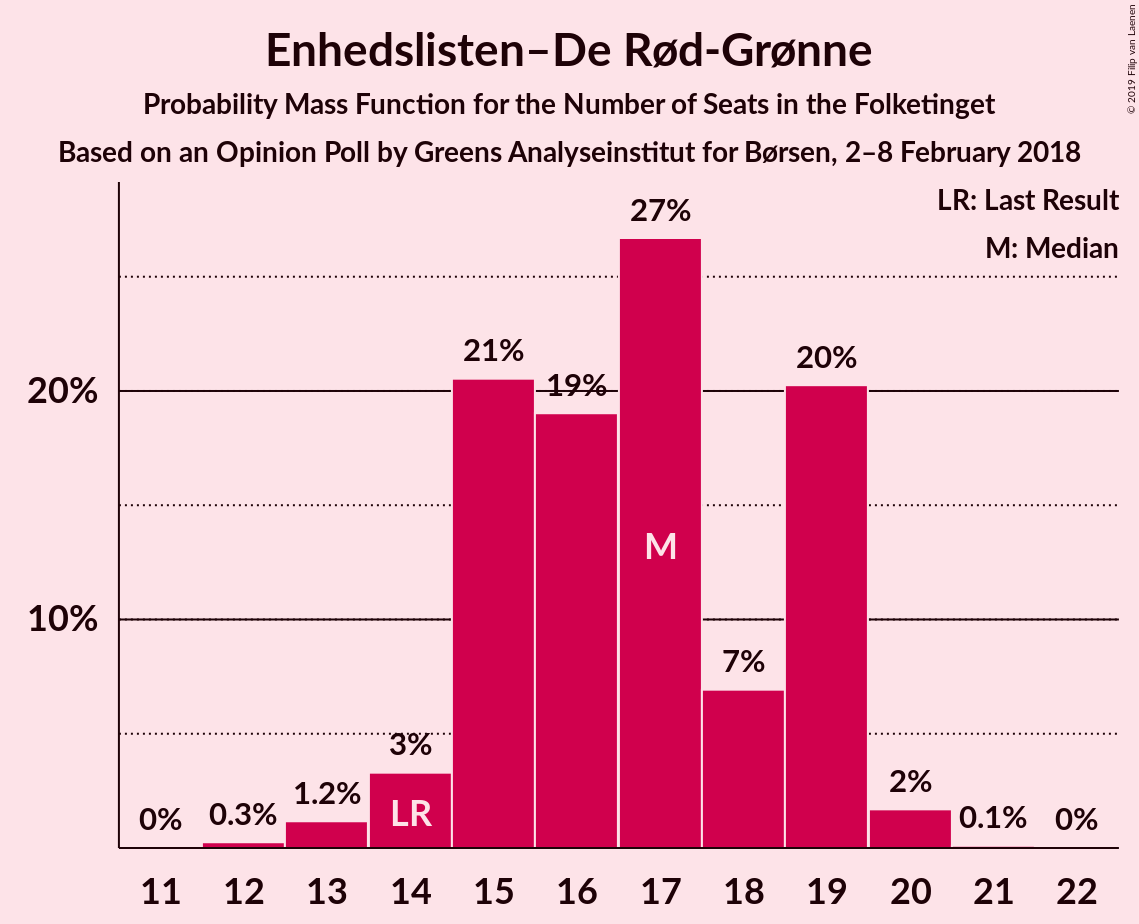 Enhedslisten–De Rød-Grønne
Probability Mass Function for the Number of Seats in the Folketinget
Based on an Opinion Poll by Greens Analyseinstitut for Børsen, 2–8 February 2018
© 2019 Filip van Laenen
LR: Last Result
M: Median
27%
21%
20%
19%
20%
M
10%
7%
3%
2%
1.2%
0.3%
0%
LR
0.1%
0%
11 12 13 14 15 16 17 18 19 20 21 22